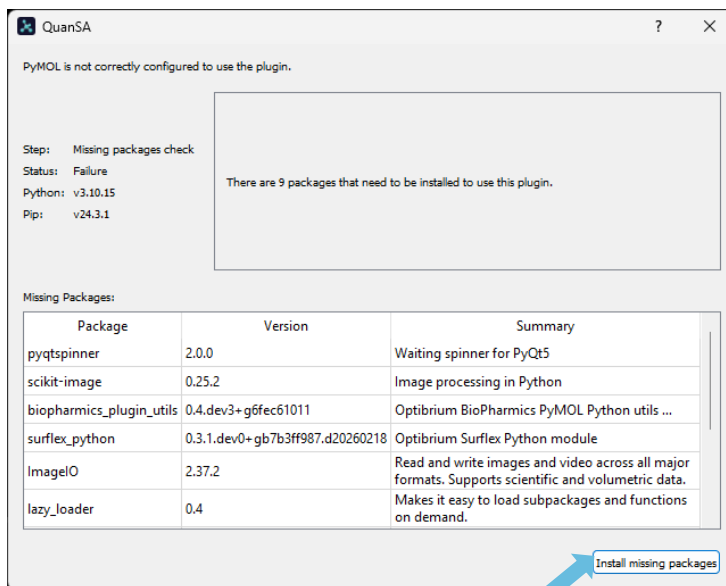 QuanSA
?
PyMOL is not correctly configured to use the plugin.
Step: Missing packages check
Status: Failure
Python: v3.10.15
Pip: v24.3.1
There are 9 packages that need to be installed to use this plugin.
Missing Packages:
Package Version Summary
pyqtspinner 2.0.0 Waiting spinner for PyQt5
scikit-image 0.25.2 Image processing in Python
biopharmics_plugin_utils 0.4.dev3+g6fec61011 Optibrium BioPharmics PyMOL Python utils ...
surflex_python 0.3.1.dev0+gb7b3ff987.d20260218 Optibrium Surflex Python module
ImageIO 2.37.2 Read and write images and video across all major
formats. Supports scientific and volumetric data.
lazy_loader 0.4 Makes it easy to load subpackages and functions
on demand.
Install missing packages